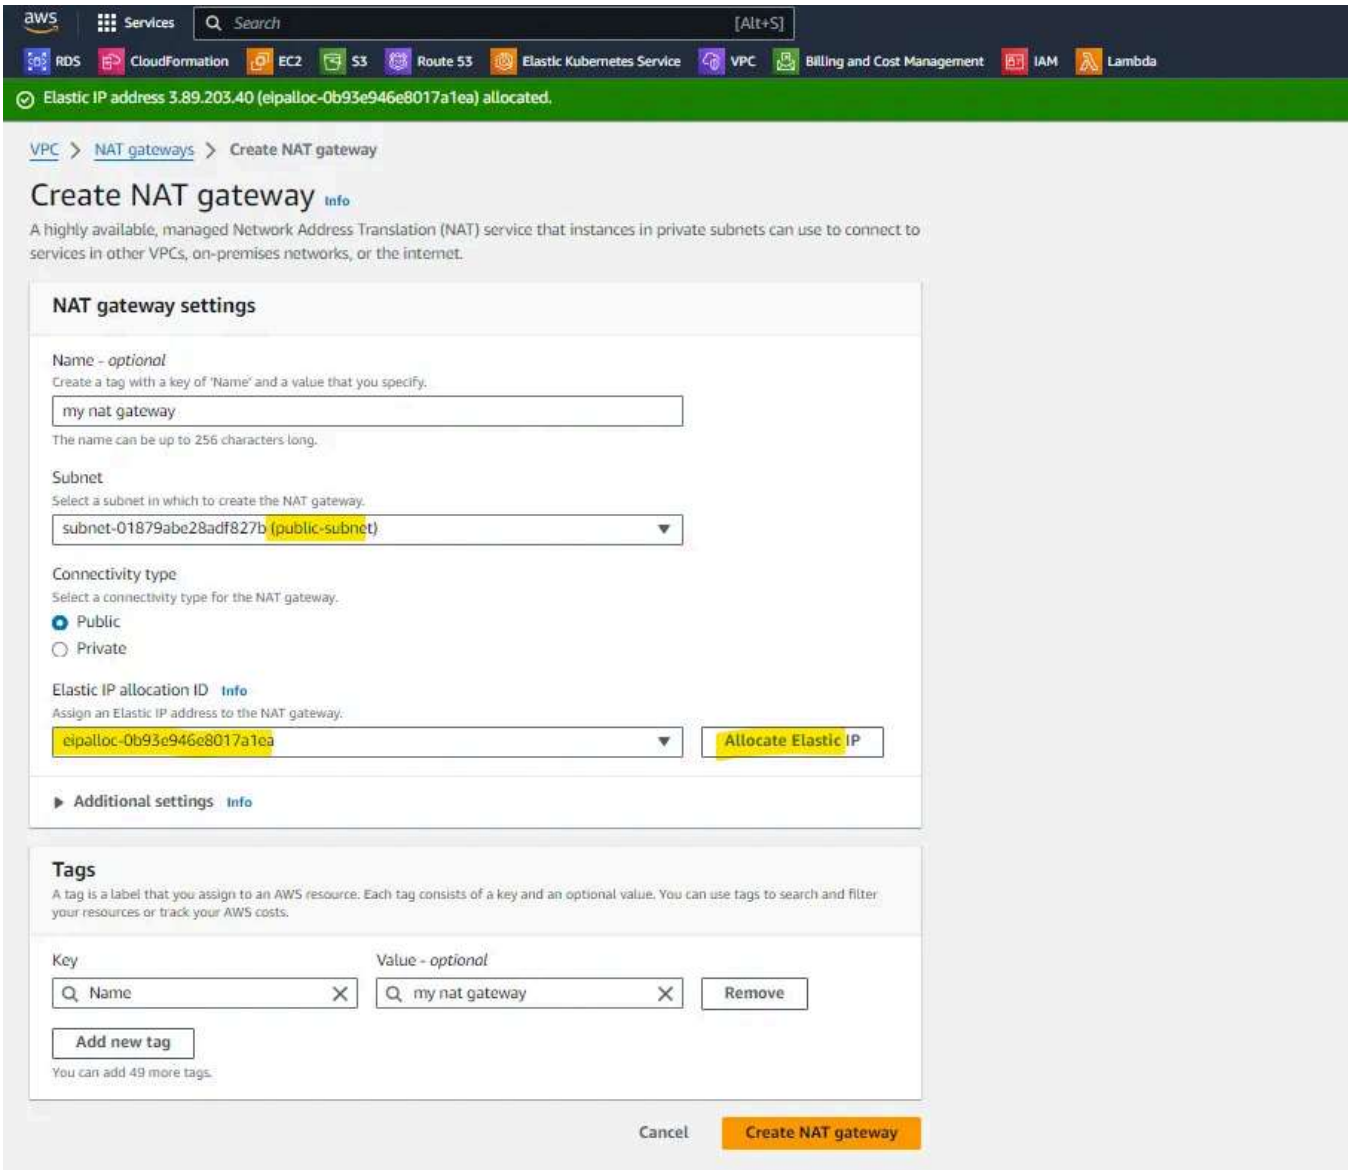 aws Services Search [Alt+S]
RDS CloudFormation EC2 S3 Route 53 Elastic Kubernetes Service VPC Billing and Cost Management IAM Lambda
Elastic IP address 3.89.203.40 (eipalloc-0b93e946e8017a1ea) allocated.
VPC > NAT gateways > Create NAT gateway
Create NAT gateway Info
A highly available, managed Network Address Translation (NAT) service that instances in private subnets can use to connect to
services in other VPCs, on-premises networks, or the internet.
NAT gateway settings
Name - optional
Create a tag with a key of 'Name' and a value that you specify.
my nat gateway
The name can be up to 256 characters long.
Subnet
Select a subnet in which to create the NAT gateway.
subnet-01879abe28adf827b (public-subnet)
Connectivity type
Select a connectivity type for the NAT gateway.
Public
Private
Elastic IP allocation ID Info
Assign an Elastic IP address to the NAT gateway.
eipalloc-0b93e946e8017a1ea Allocate Elastic IP
Additional settings Info
Tags
A tag is a label that you assign to an AWS resource. Each tag consists of a key and an optional value. You can use tags to search and filter
your resources or track your AWS costs.
Key Value - optional
Name my nat gateway Remove
Add new tag
You can add 49 more tags.
Cancel Create NAT gateway